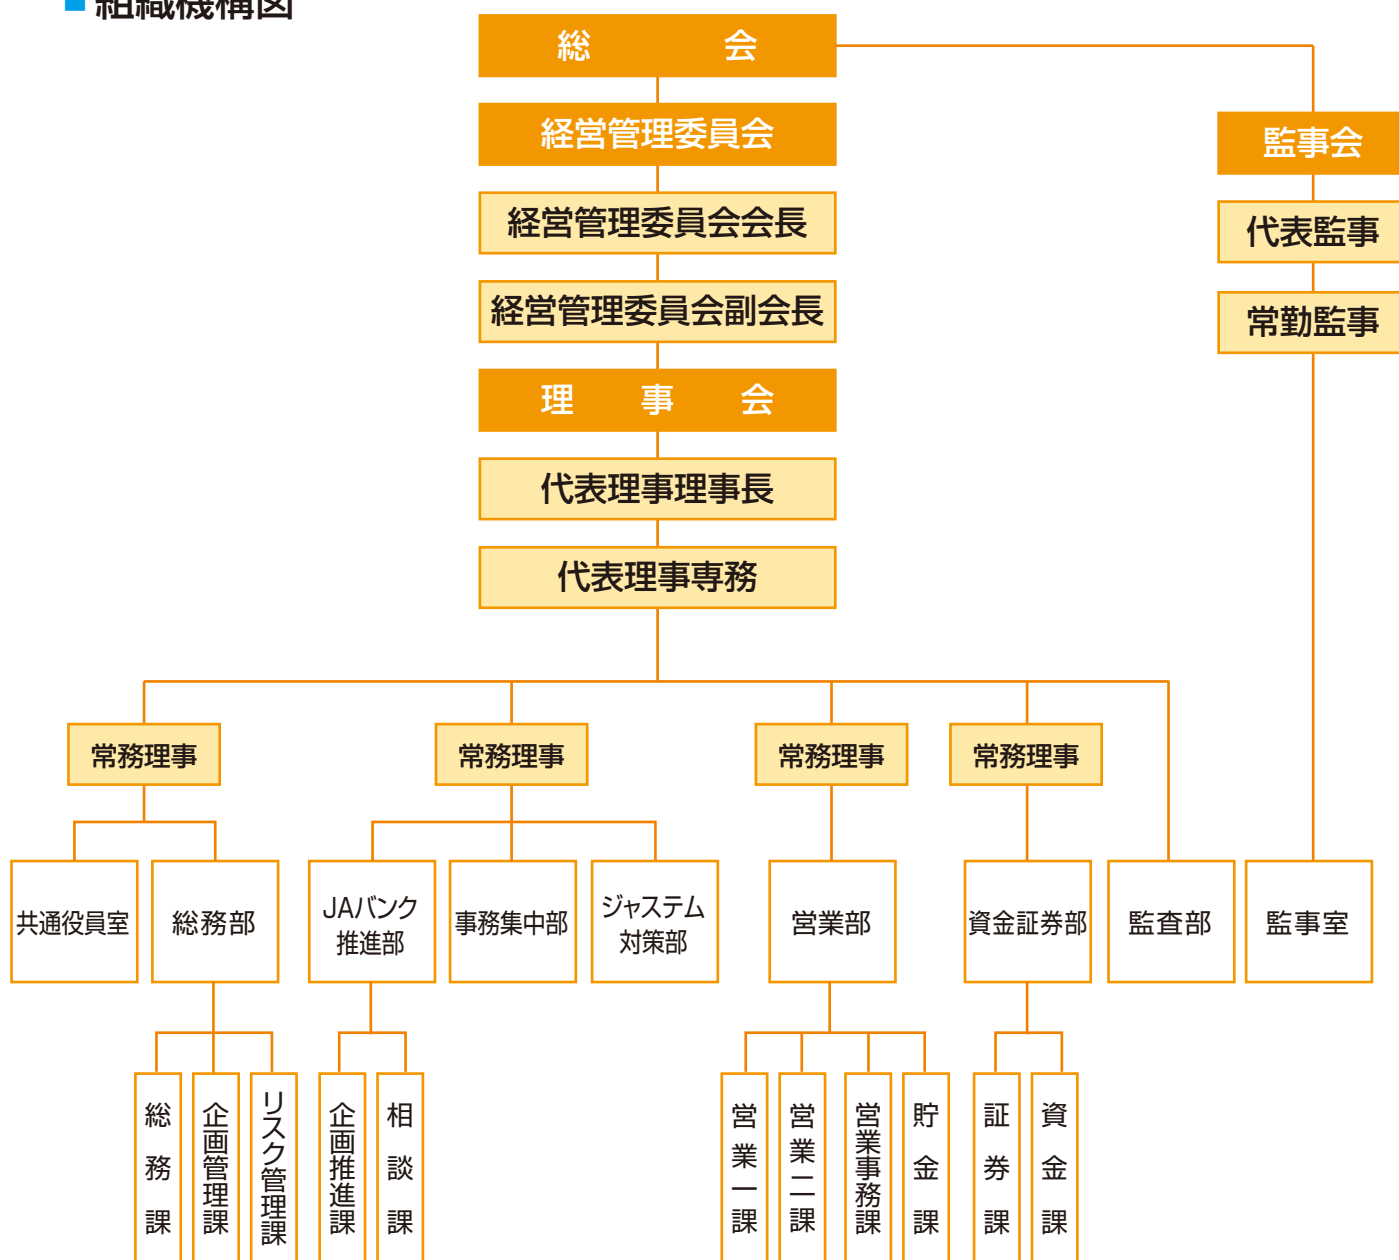 組織機構図
総会
経営管理委員会
監事会
経営管理委員会会長
代表監事
経営管理委員会副会長
常勤監事
理事会
代表理事理事長
代表理事専務
常務理事
常務理事
常務理事
常務理事
共通役員室
総務部
JAバンク
推進部
事務集中部
ジャステム
対策部
営業部
資金証券部
監査部
監事室
総務課
企画管理課
リスク管理課
企画推進課
相談課
営業一課
営業二課
営業事務課
貯金課
証券課
資金課